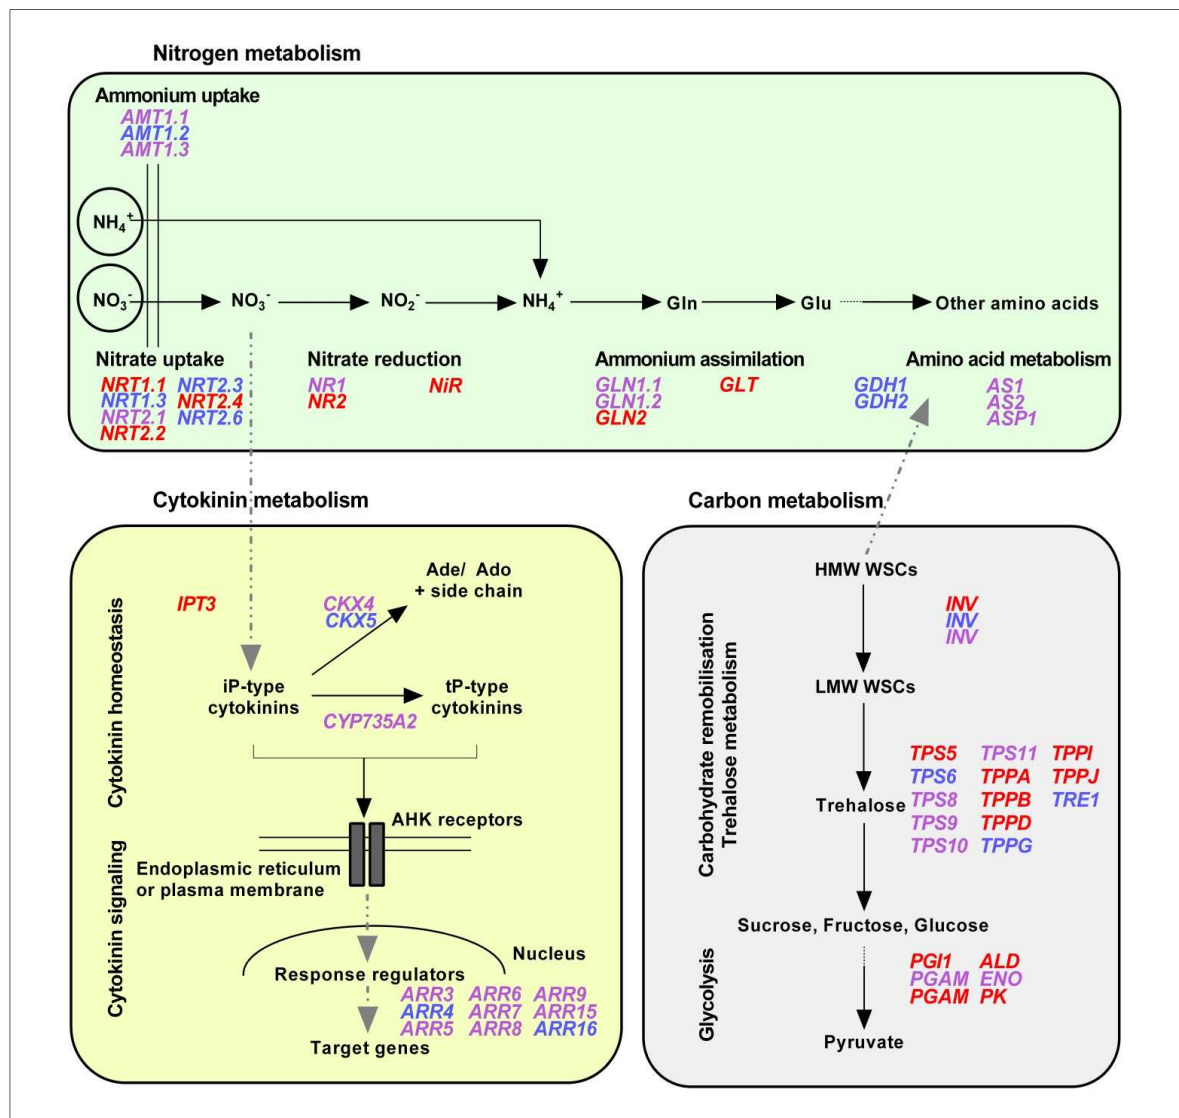 Nitrogen metabolism
Ammonium uptake
AMT1.1
AMT1.2
AMT1.3
NH₄⁺
NO₃⁻
NO₃⁻
NO₂⁻
NH₄⁺
Gln
Glu
Other amino acids
Nitrate uptake
NRT1.1 NRT2.3
NRT1.3 NRT2.4
NRT2.1 NRT2.6
NRT2.2
Nitrate reduction
NR1 NiR
NR2
Ammonium assimilation
GLN1.1 GLT
GLN1.2
GLN2
Amino acid metabolism
GDH1 AS1
GDH2 AS2
ASP1
Cytokinin metabolism
Cytokinin homeostasis
Cytokinin signaling
IPT3
CKX4
CKX5
Ade/ Ado
+ side chain
iP-type
cytokinins
tP-type
cytokinins
CYP735A2
AHK receptors
Endoplasmic reticulum
or plasma membrane
Nucleus
Response regulators
ARR3 ARR6 ARR9
ARR4 ARR7 ARR15
ARR5 ARR8 ARR16
Target genes
Carbon metabolism
Carbohydrate remobilisation
Trehalose metabolism
Glycolysis
HMW WSCs
INV
INV
INV
LMW WSCs
TPS5 TPS11 TPPI
TPS6 TPPA TPPJ
TPS8 TPPB TRE1
TPS9 TPPD
TPS10 TPPG
Trehalose
Sucrose, Fructose, Glucose
PGI1 ALD
PGAM ENO
PGAM PK
Pyruvate